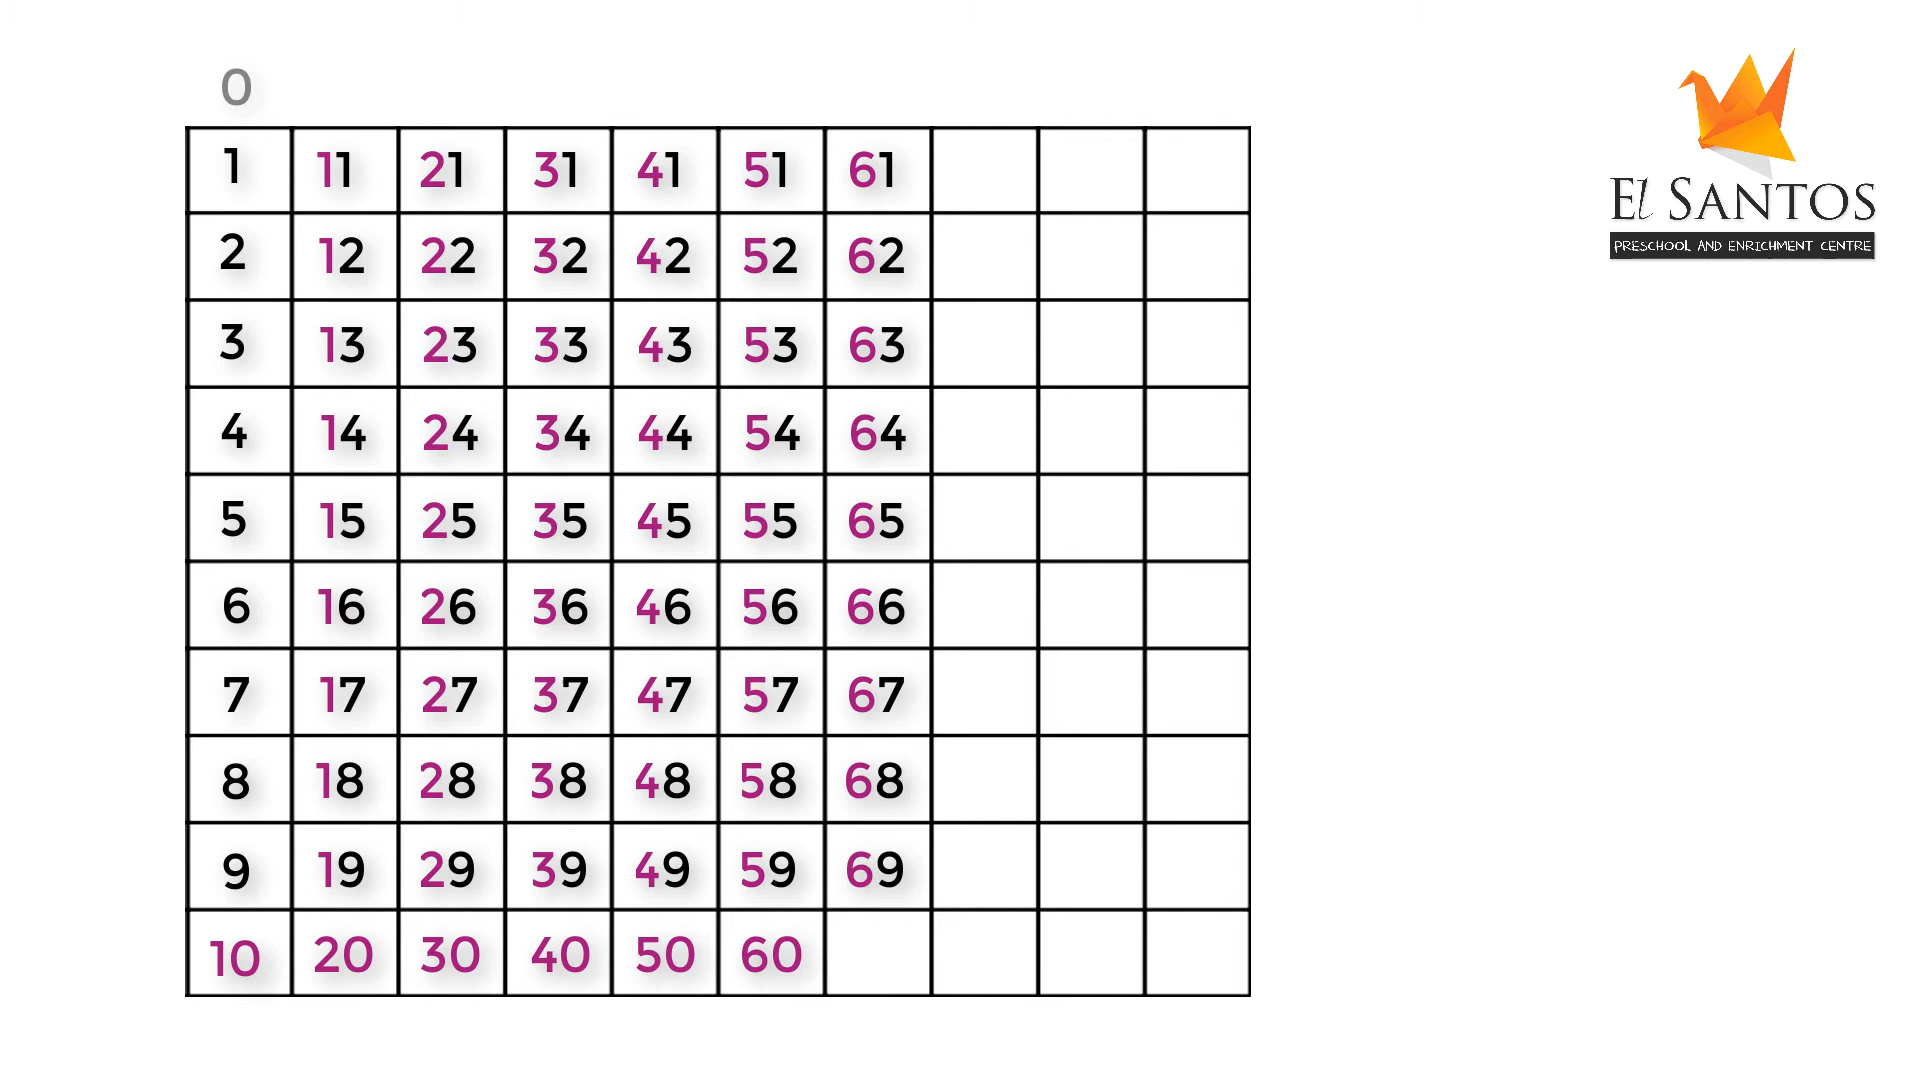 0
1 11 21 31 41 51 61
2 12 22 32 42 52 62
3 13 23 33 43 53 63
4 14 24 34 44 54 64
5 15 25 35 45 55 65
6 16 26 36 46 56 66
7 17 27 37 47 57 67
8 18 28 38 48 58 68
9 19 29 39 49 59 69
10 20 30 40 50 60
El SANTOS
PRESCHOOL AND ENRICHMENT CENTRE